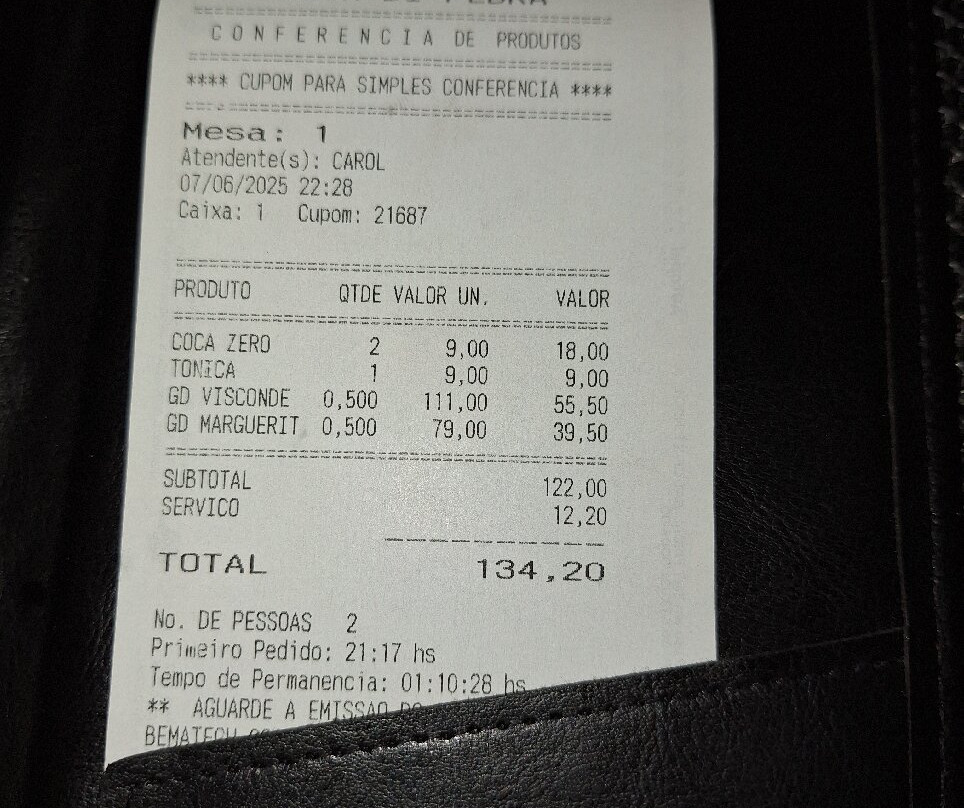 PEDRA
C O N F E R E N C I A DE PRODUTOS
**** CUPOM PARA SIMPLES CONFERENCIA ****
Mesa: 1
Atendente(s): CAROL
07/06/2025 22:28
Caixa: 1 Cupom: 21687
PRODUTO QTDE VALOR UN. VALOR
COCA ZERO 2 9,00 18,00
TONICA 1 9,00 9,00
GD VISCONDE 0,500 111,00 55,50
GD MARGUERIT 0,500 79,00 39,50
SUBTOTAL 122,00
SERVICO 12,20
TOTAL 134,20
No. DE PESSOAS 2
Primeiro Pedido: 21:17 hs
Tempo de Permanencia: 01:10:28 hs
** AGUARDE A EMISSAO